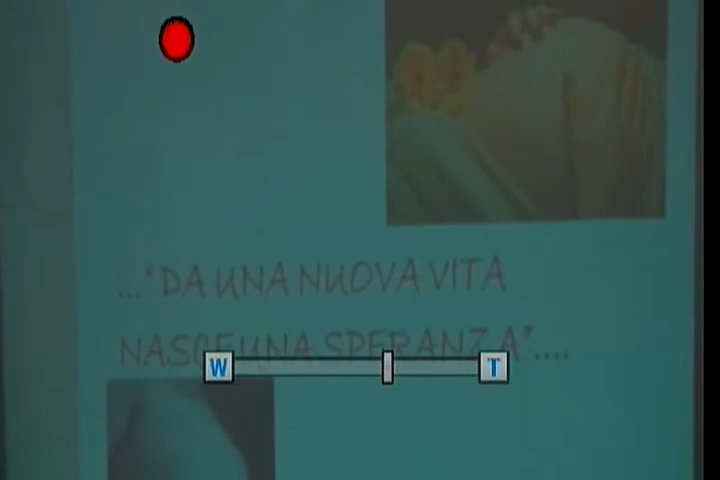 ..."DA UNA NUOVA VITA
NASCE UNA SPERANZA"....
W T